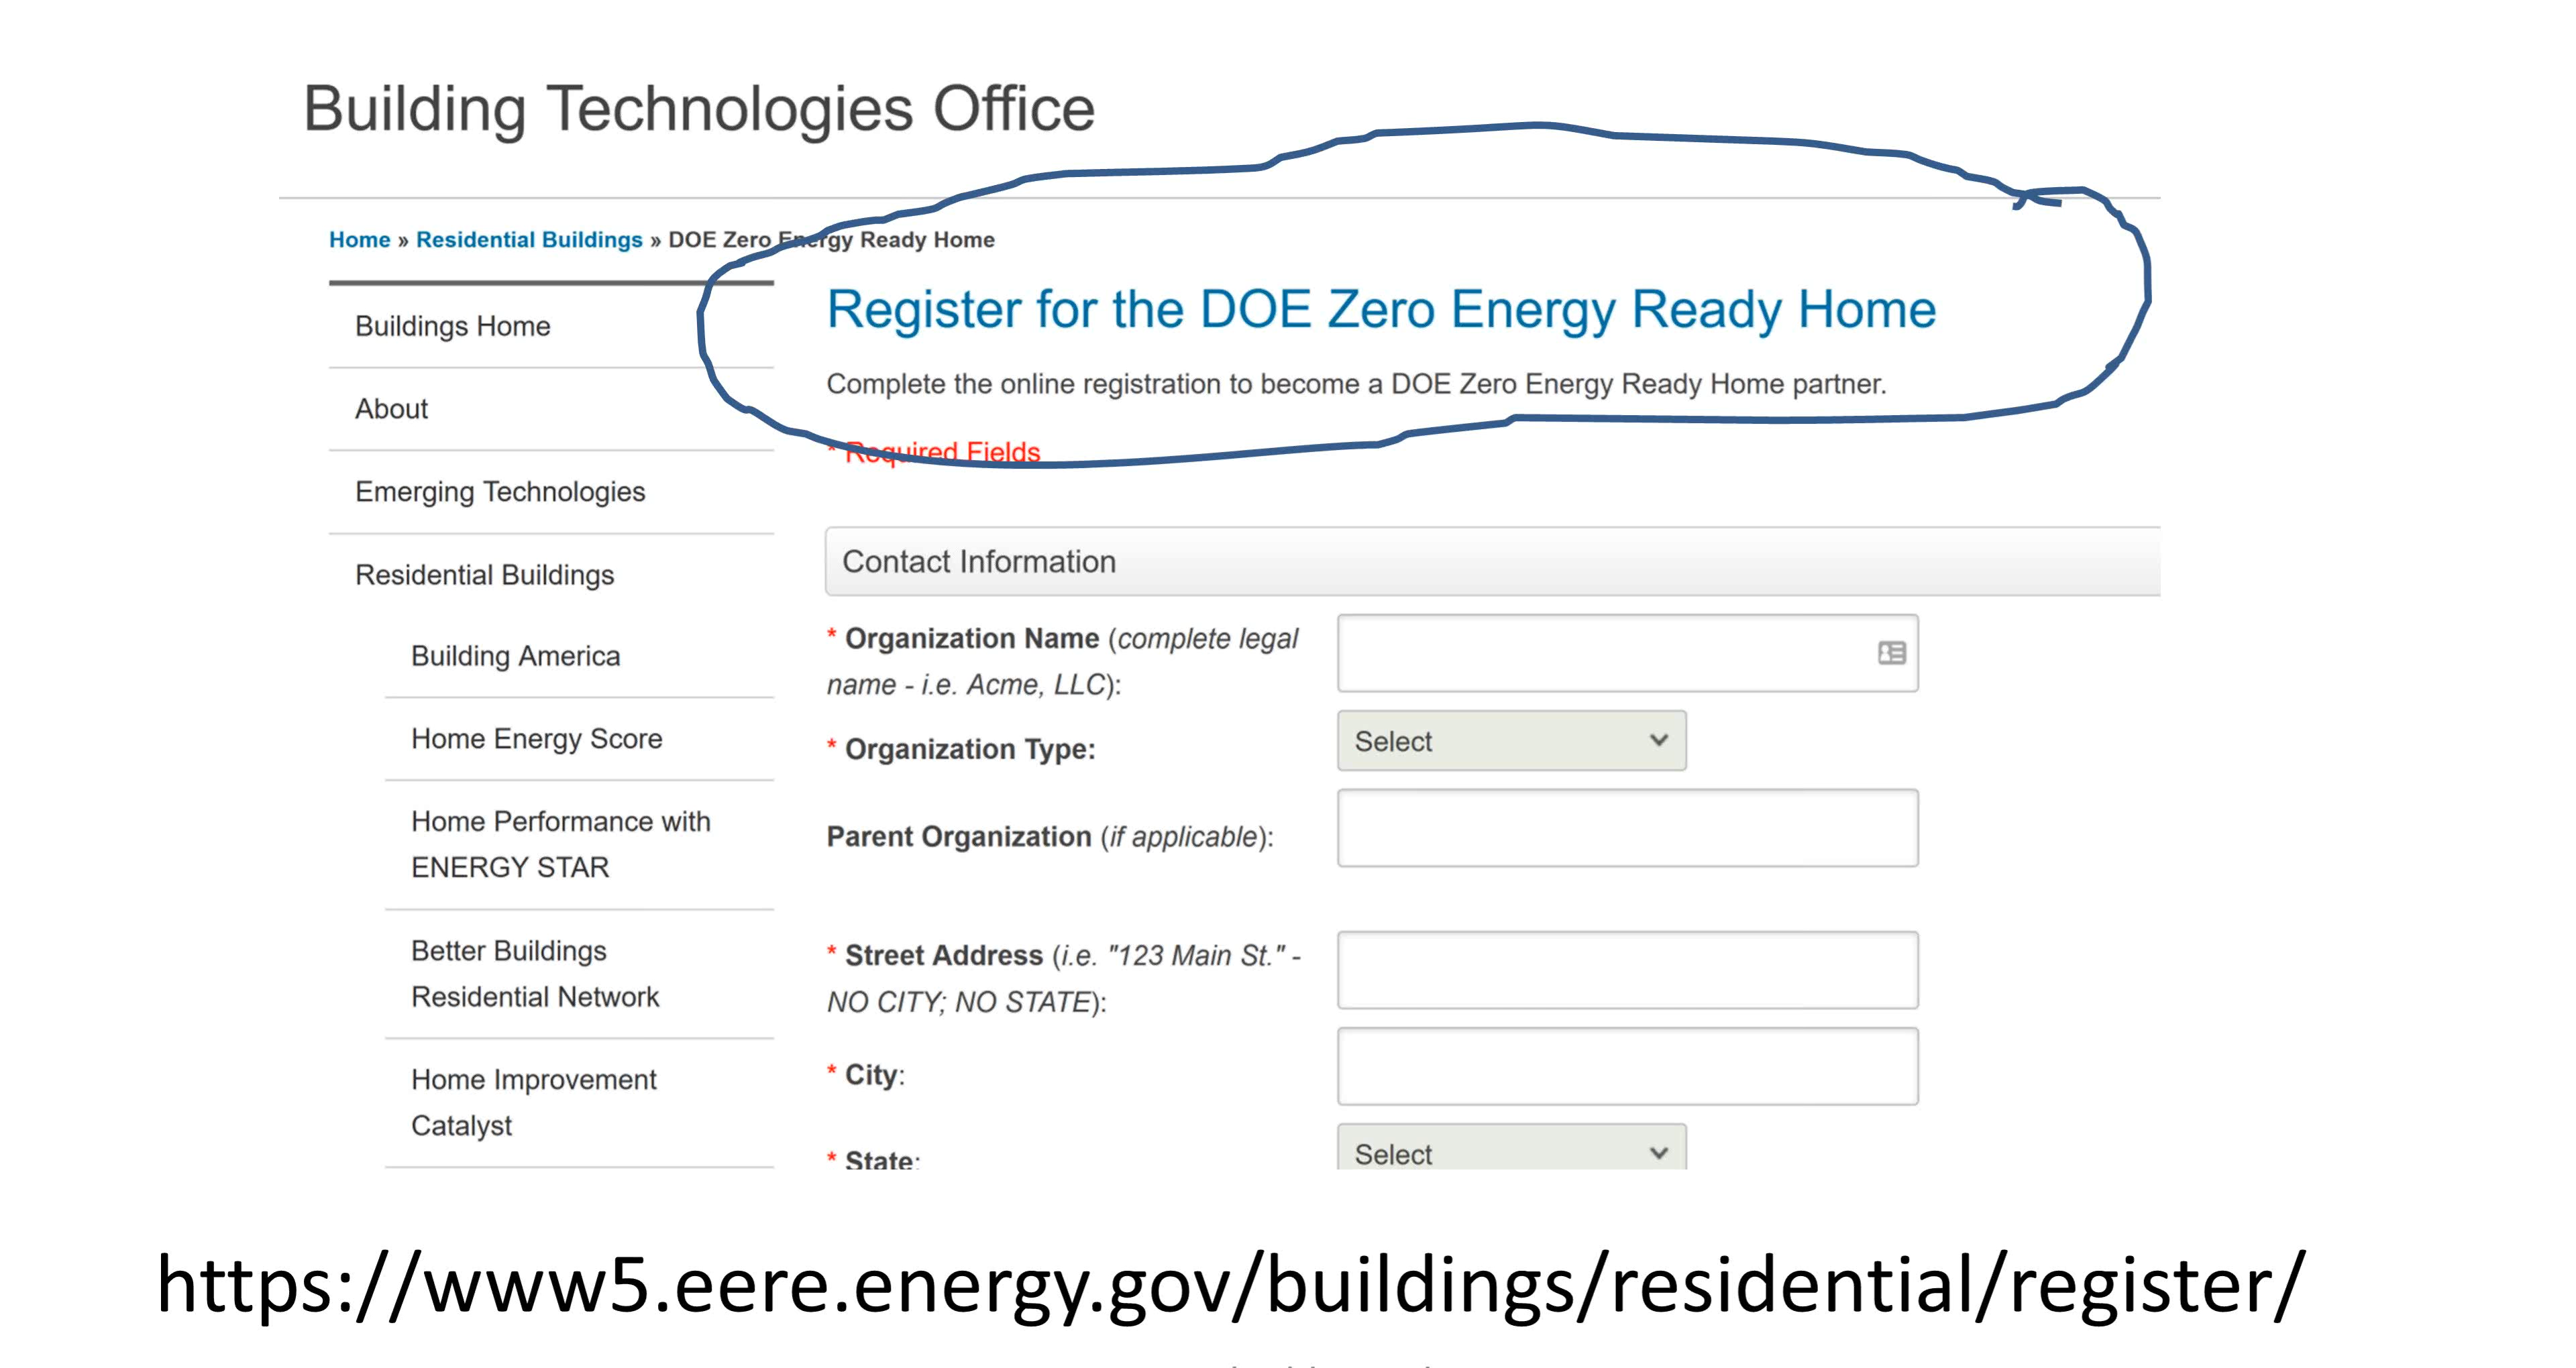 Building Technologies Office
Home » Residential Buildings » DOE Zero Energy Ready Home
Buildings Home
About
Emerging Technologies
Residential Buildings
Building America
Home Energy Score
Home Performance with
ENERGY STAR
Better Buildings
Residential Network
Home Improvement
Catalyst
Register for the DOE Zero Energy Ready Home
Complete the online registration to become a DOE Zero Energy Ready Home partner.
* Required Fields
Contact Information
* Organization Name (complete legal
name - i.e. Acme, LLC):
* Organization Type:
Select
Parent Organization (if applicable):
* Street Address (i.e. "123 Main St." -
NO CITY; NO STATE):
* City:
* State:
Select
https://www5.eere.energy.gov/buildings/residential/register/